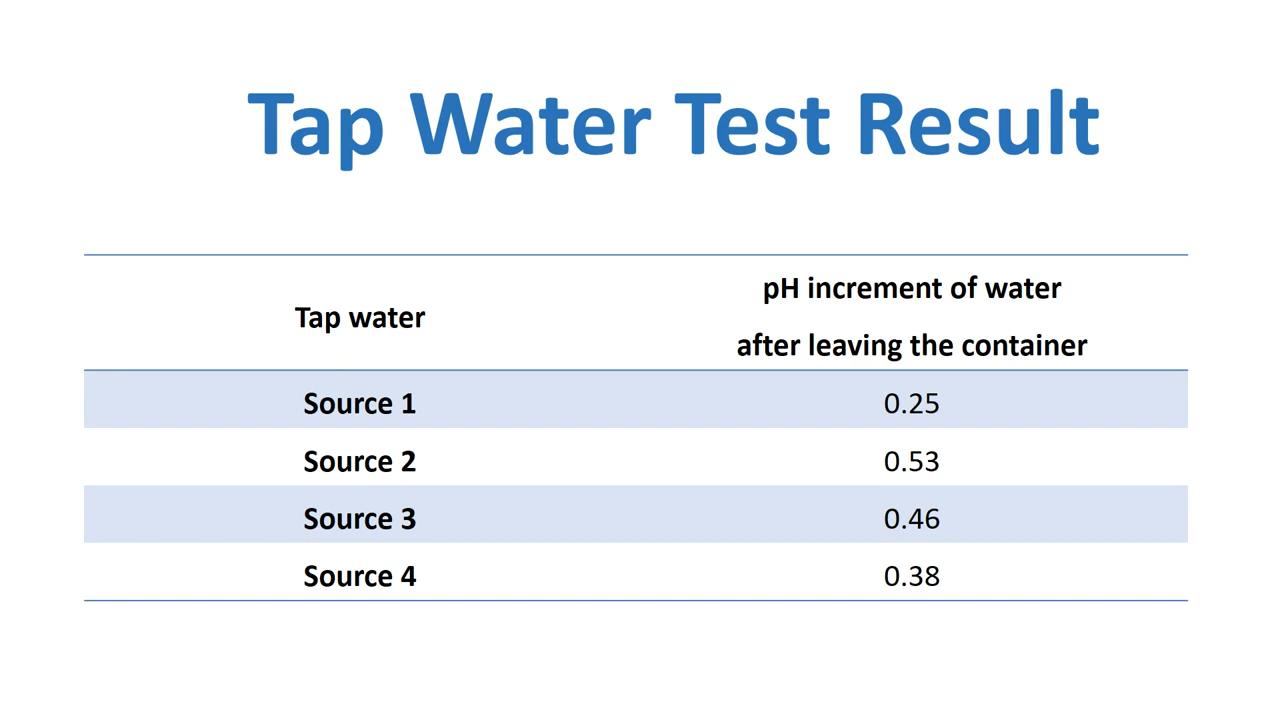 Tap Water Test Result
Tap water
pH increment of water
after leaving the container
Source 1 0.25
Source 2 0.53
Source 3 0.46
Source 4 0.38